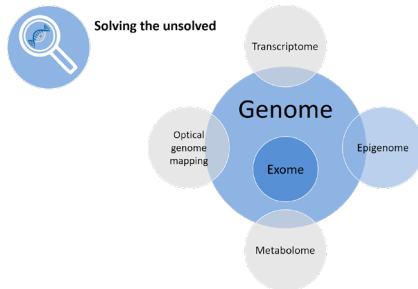 Solving the unsolved
Transcriptome
Genome
Optical
genome
mapping
Exome
Epigenome
Metabolome